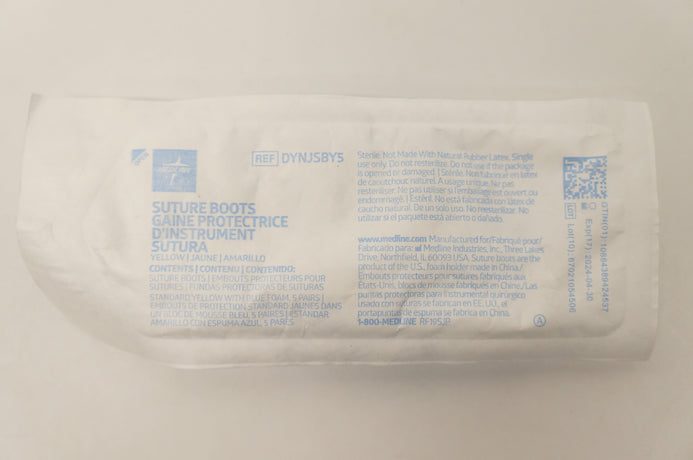 OPEN
MEDLINE
SUTURE BOOTS
GAINE PROTECTRICE
D'INSTRUMENT
SUTURA
YELLOW | JAUNE | AMARILLO
CONTENTS | CONTENU | CONTENIDO:
SUTURE BOOTS | EMBOUTS PROTECTEURS POUR
SUTURES | FUNDAS PROTECTORAS DE SUTURAS
STANDARD YELLOW WITH BLUE FOAM, 5 PAIRS |
EMBOUTS DE PROTECTION STANDARD JAUNES DANS
UN BLOC DE MOUSSE BLEU, 5 PAIRES | ESTÁNDAR
AMARILLO CON ESPUMA AZUL, 5 PARES
REF DYNJSBY5
Sterile. Not Made With Natural Rubber Latex. Single
use only. Do not resterilize. Do not use if the package
is opened or damaged. | Stérile. Not fabriqué en latex
de caoutchouc naturel. À usage unique. Ne pas
restériliser. Ne pas utiliser si l'emballage est ouvert ou
endommagé. | Estéril. No está fabricada con látex de
caucho natural. De un solo uso. No reesterilizar. No
utilizar si el paquete está abierto o dañado.
www.medline.com Manufactured for/Fabriqué pour/
Fabricado para: Medline Industries, Inc., Three Lakes
Drive, Northfield, IL 60093 USA. Suture boots are the
product of the U.S., foam holder made in China./
Embouts protecteurs pour sutures fabriqués aux
États-Unis, blocs de mousse fabriqués en Chine./Las
puntas protectoras para instrumental quirúrgico
usado con suturas se fabrican en EE.UU., el
portapuntas de espuma se fabrica en China.
1-800-MEDLINE RF19SJP
GTIN(01): 10884389424537
Exp(17): 2024-04-30
LOT Lot(10):